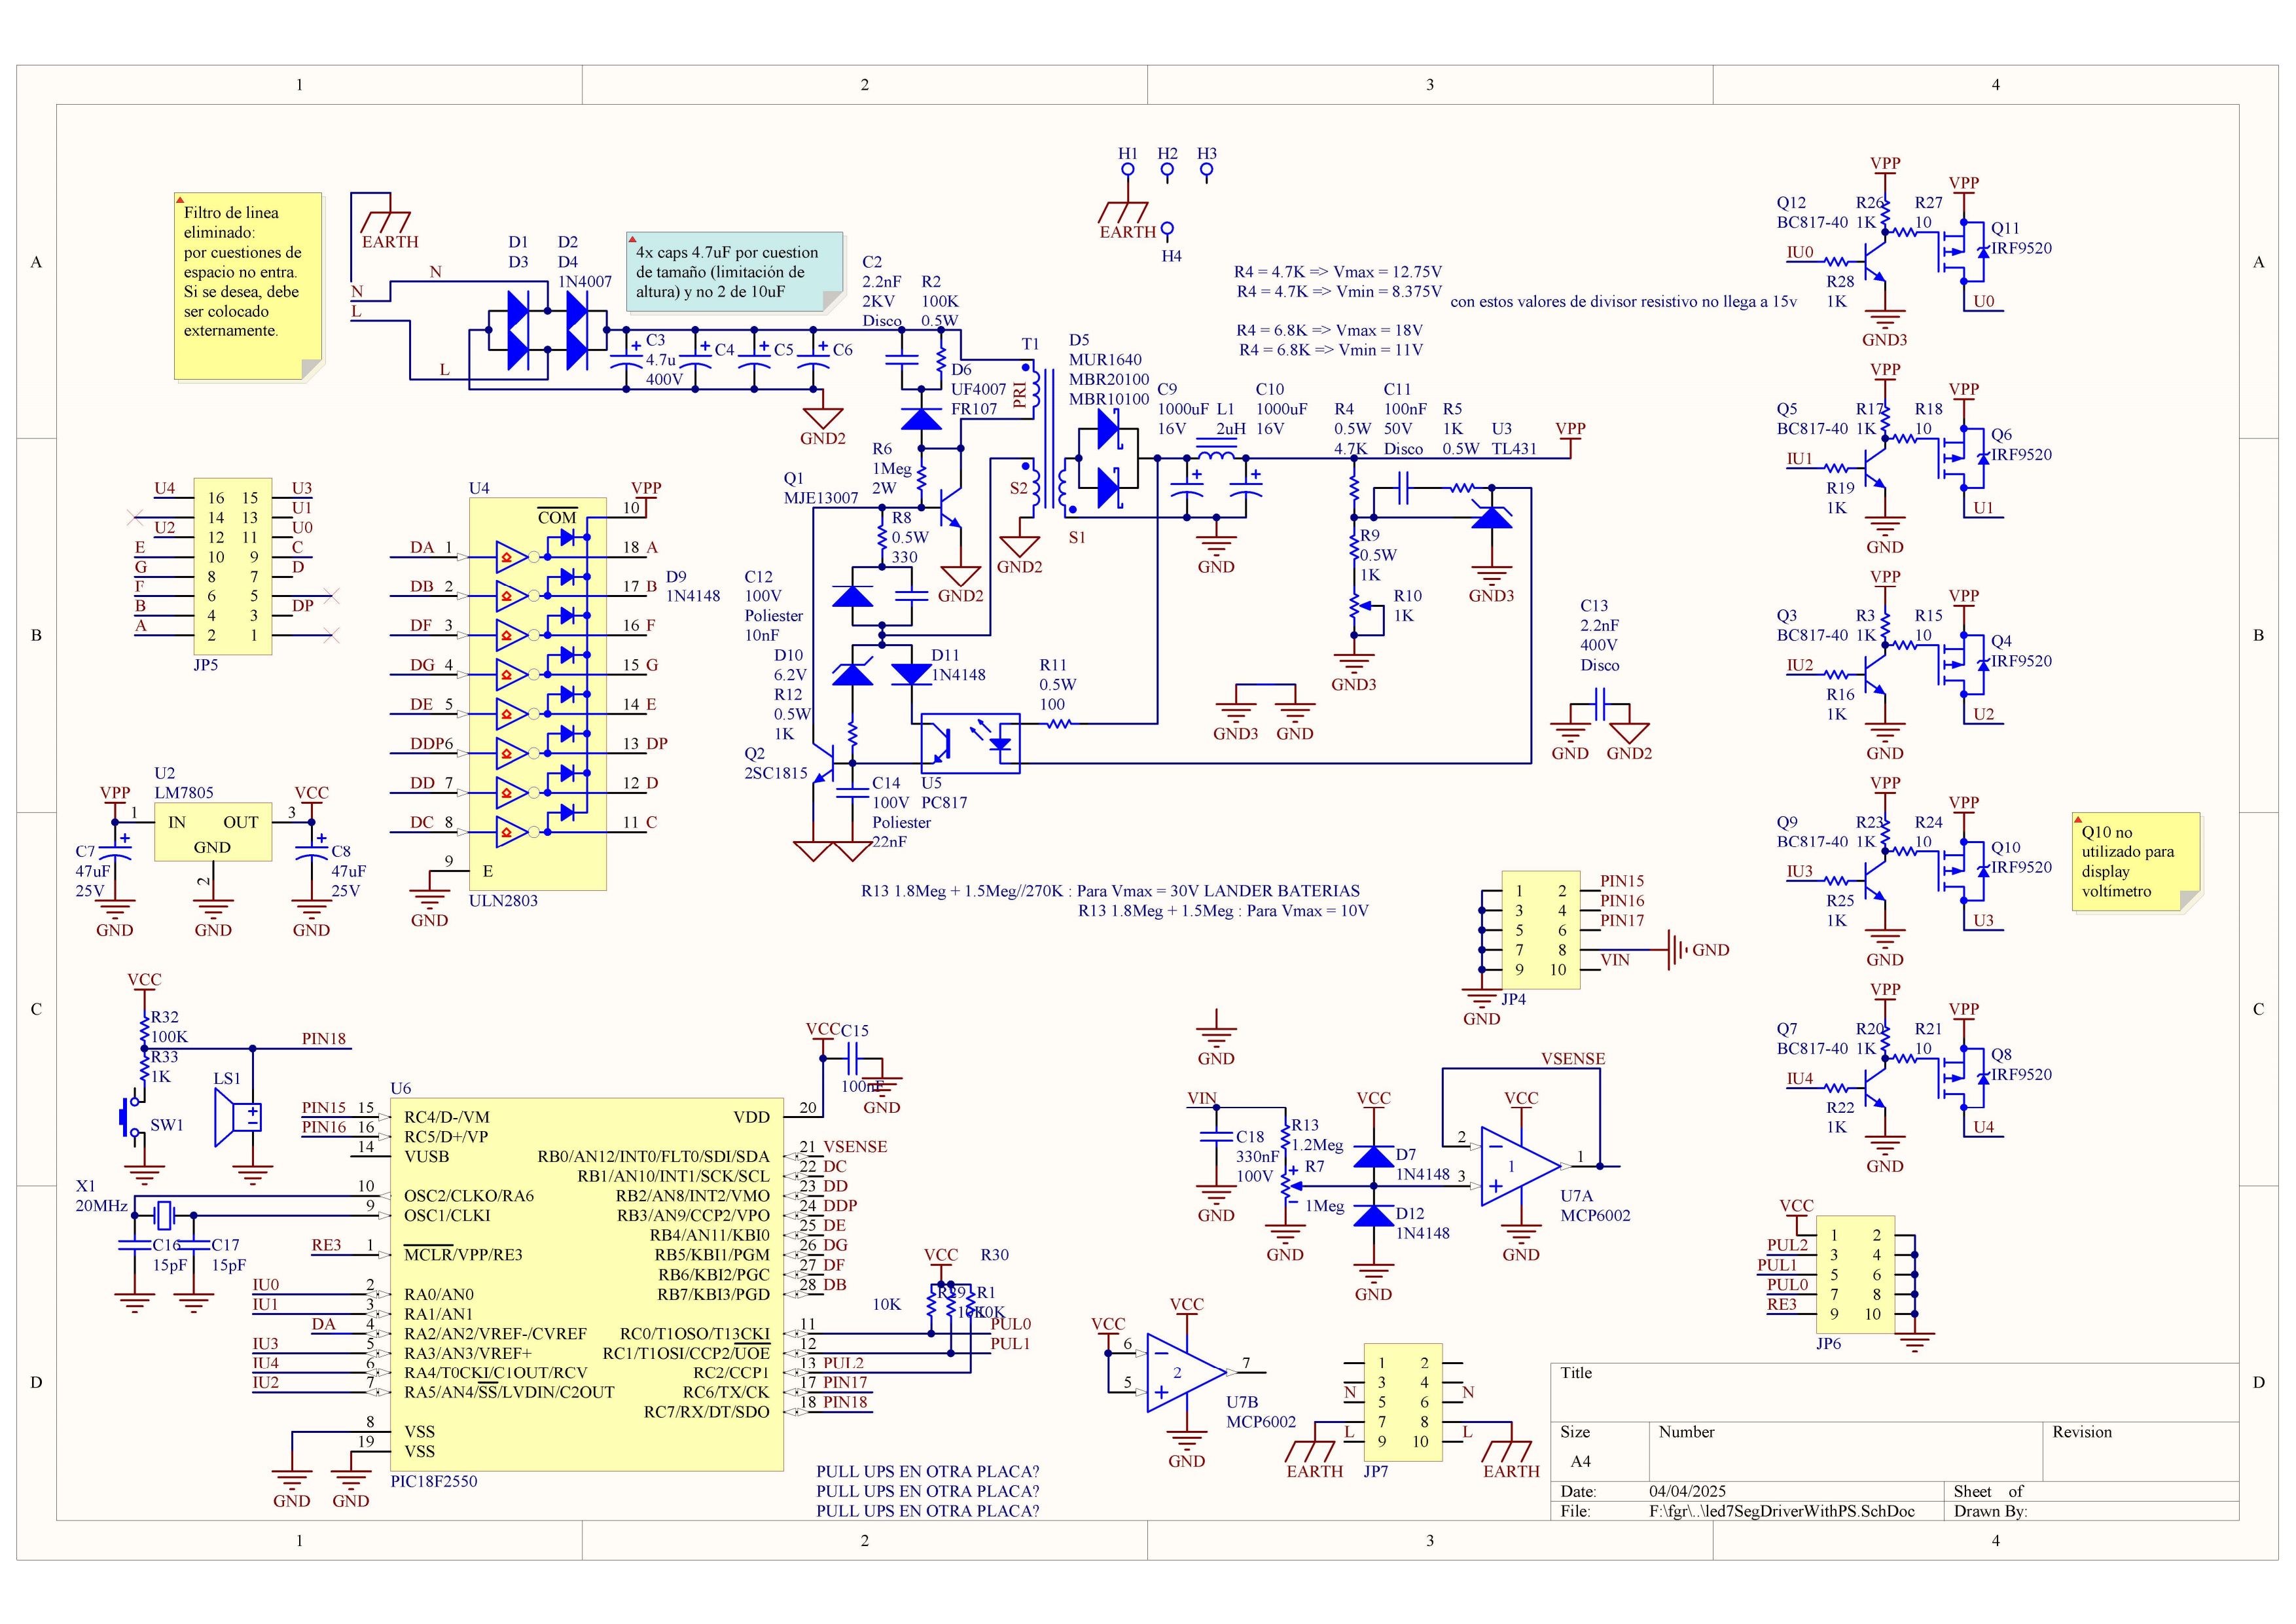 1
2
3
4
A
B
C
D
Filtro de linea
eliminado:
por cuestiones de
espacio no entra.
Si se desea, debe
ser colocado
externamente.
EARTH
N
N
L
L
D1
D3
D2
D4
1N4007
4x caps 4.7uF por cuestion
de tamaño (limitación de
altura) y no 2 de 10uF
C3
4.7u
400V
C4
C5
C6
GND2
C2
2.2nF
2KV
Disco
R2
100K
0.5W
D6
UF4007
FR107
T1
PRI
S2
S1
GND2
D5
MUR1640
MBR20100
MBR10100
H1
H2
H3
EARTH
H4
R4 = 4.7K => Vmax = 12.75V
R4 = 4.7K => Vmin = 8.375V
con estos valores de divisor resistivo no llega a 15v
R4 = 6.8K => Vmax = 18V
R4 = 6.8K => Vmin = 11V
C9
1000uF
16V
L1
2uH
C10
1000uF
16V
GND
R4
0.5W
4.7K
C11
100nF
50V
Disco
R5
1K
0.5W
U3
TL431
VPP
GND3
R9
0.5W
1K
R10
1K
GND3
C13
2.2nF
400V
Disco
GND
GND2
GND3
GND
R6
1Meg
2W
Q1
MJE13007
R8
0.5W
330
GND2
C12
100V
Poliester
10nF
D9
1N4148
D10
6.2V
R12
0.5W
1K
D11
1N4148
R11
0.5W
100
Q2
2SC1815
C14
100V
Poliester
22nF
U5
PC817
R13 1.8Meg + 1.5Meg//270K : Para Vmax = 30V LANDER BATERIAS
R13 1.8Meg + 1.5Meg : Para Vmax = 10V
U4
16 15
U3
14 13
U1
U2
12 11
U0
E
10 9
C
G
8 7
D
F
6 5
B
4 3
DP
A
2 1
JP5
U4
COM
10
VPP
DA 1
18 A
DB 2
17 B
DF 3
16 F
DG 4
15 G
DE 5
14 E
DDP6
13 DP
DD 7
12 D
DC 8
11 C
9
E
GND
ULN2803
U2
LM7805
VPP
1
IN
OUT
3
VCC
GND
2
C7
47uF
25V
C8
47uF
25V
GND
GND
GND
VCC
R32
100K
R33
1K
PIN18
LS1
SW1
X1
20MHz
C16
15pF
C17
15pF
U6
PIN15 15 RC4/D-/VM
PIN16 16 RC5/D+/VP
14 VUSB
10 OSC2/CLKO/RA6
9 OSC1/CLKI
RE3 1 MCLR/VPP/RE3
IU0 2 RA0/AN0
IU1 3 RA1/AN1
DA 4 RA2/AN2/VREF-/CVREF
IU3 5 RA3/AN3/VREF+
IU4 6 RA4/T0CKI/C1OUT/RCV
IU2 7 RA5/AN4/SS/LVDIN/C2OUT
8 VSS
19 VSS
GND
GND
PIC18F2550
VDD 20
VCC
C15
100nF
GND
RB0/AN12/INT0/FLT0/SDI/SDA 21 VSENSE
RB1/AN10/INT1/SCK/SCL 22 DC
RB2/AN8/INT2/VMO 23 DD
RB3/AN9/CCP2/VPO 24 DDP
RB4/AN11/KBI0 25 DE
RB5/KBI1/PGM 26 DG
RB6/KBI2/PGC 27 DF
RB7/KBI3/PGD 28 DB
RC0/T1OSO/T13CKI 11 PUL0
RC1/T1OSI/CCP2/UOE 12 PUL1
RC2/CCP1 13 PUL2
RC6/TX/CK 17 PIN17
RC7/RX/DT/SDO 18 PIN18
VCC
R30
R1
10K
PULL UPS EN OTRA PLACA?
PULL UPS EN OTRA PLACA?
PULL UPS EN OTRA PLACA?
GND
VIN
C18
330nF
100V
GND
R13
1.2Meg
R7
1Meg
GND
VCC
D7
1N4148
D12
1N4148
GND
VSENSE
VCC
2
3
1
1
U7A
MCP6002
GND
VCC
VCC
6
5
2
7
U7B
MCP6002
GND
1 2
PIN15
3 4
PIN16
5 6
PIN17
7 8
GND
9 10
VIN
JP4
GND
1 2
3 4
N
5 6
N
7 8
L
9 10
L
EARTH
JP7
EARTH
VCC
1 2
PUL2
3 4
PUL1
5 6
PUL0
7 8
RE3
9 10
JP6
VPP
Q12
BC817-40
R26
1K
R27
10
VPP
Q11
IRF9520
IU0
R28
1K
U0
GND3
VPP
Q5
BC817-40
R17
1K
R18
10
VPP
Q6
IRF9520
IU1
R19
1K
U1
GND
VPP
Q3
BC817-40
R3
1K
R15
10
VPP
Q4
IRF9520
IU2
R16
1K
U2
GND
VPP
Q9
BC817-40
R23
1K
R24
10
VPP
Q10
IRF9520
IU3
R25
1K
U3
GND
Q10 no
utilizado para
display
voltímetro
VPP
Q7
BC817-40
R20
1K
R21
10
VPP
Q8
IRF9520
IU4
R22
1K
U4
GND
Title
Size
A4
Number
Revision
Date: 04/04/2025
Sheet of
File: F:\fgr\..\led7SegDriverWithPS.SchDoc
Drawn By:
A
B
C
D
1
2
3
4